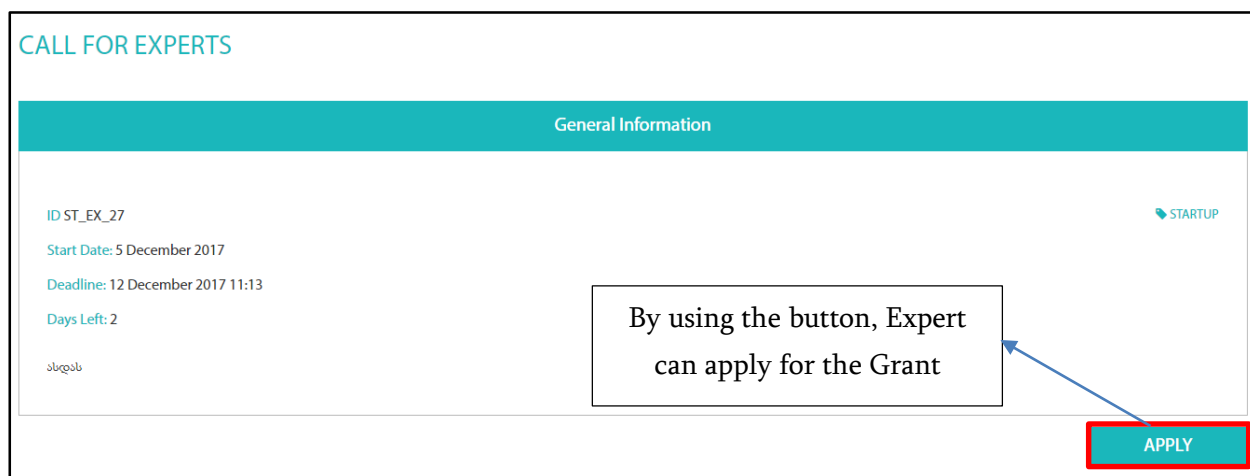 CALL FOR EXPERTS
General Information
ID ST_EX_27
STARTUP
Start Date: 5 December 2017
Deadline: 12 December 2017 11:13
Days Left: 2
ასდას
By using the button, Expert
can apply for the Grant
APPLY